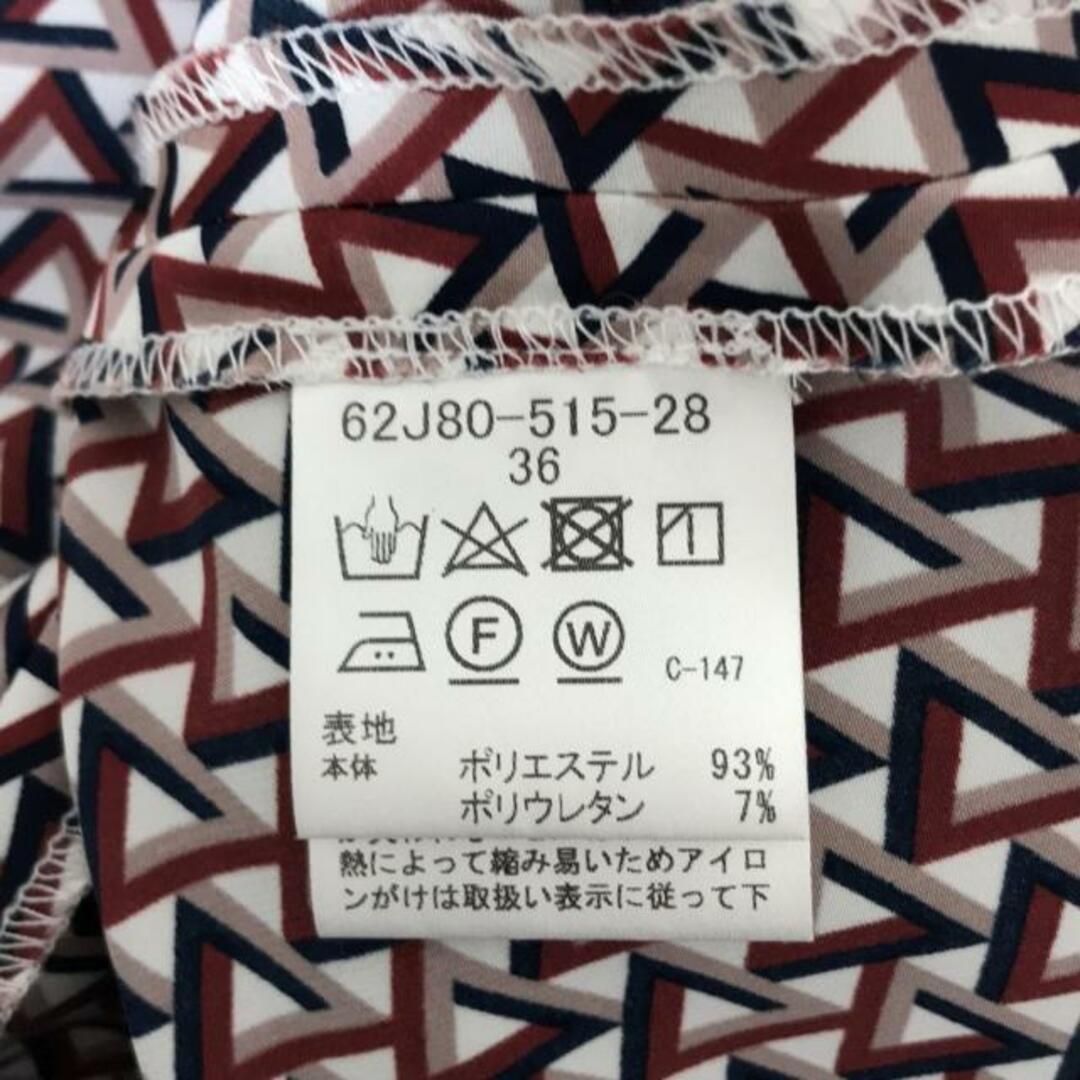 62J80-515-28
36
F W C-147
表地
本体 ポリエステル 93%
ポリウレタン 7%
熱によって縮み易いためアイロ
ンがけは取扱い表示に従って下